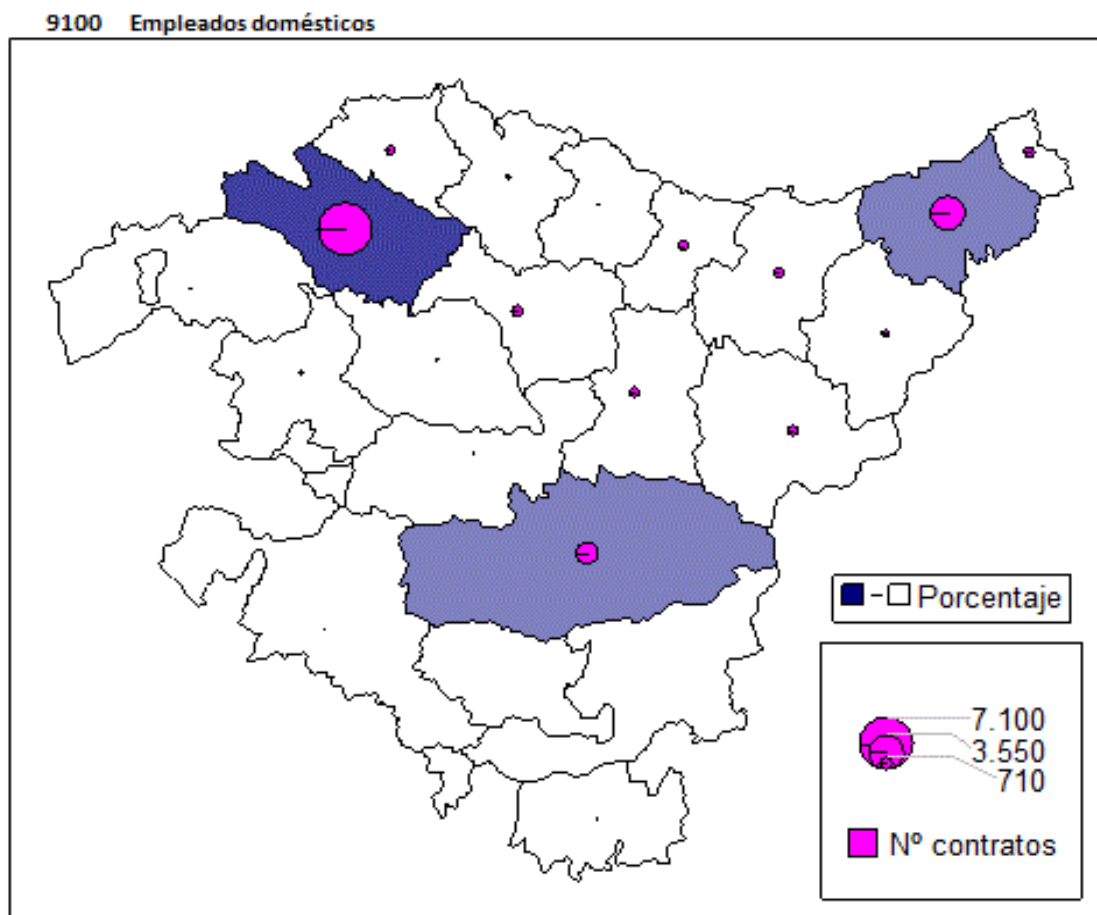 9100 Empleados domésticos
- Porcentaje
7.100
3.550
710
Nº contratos